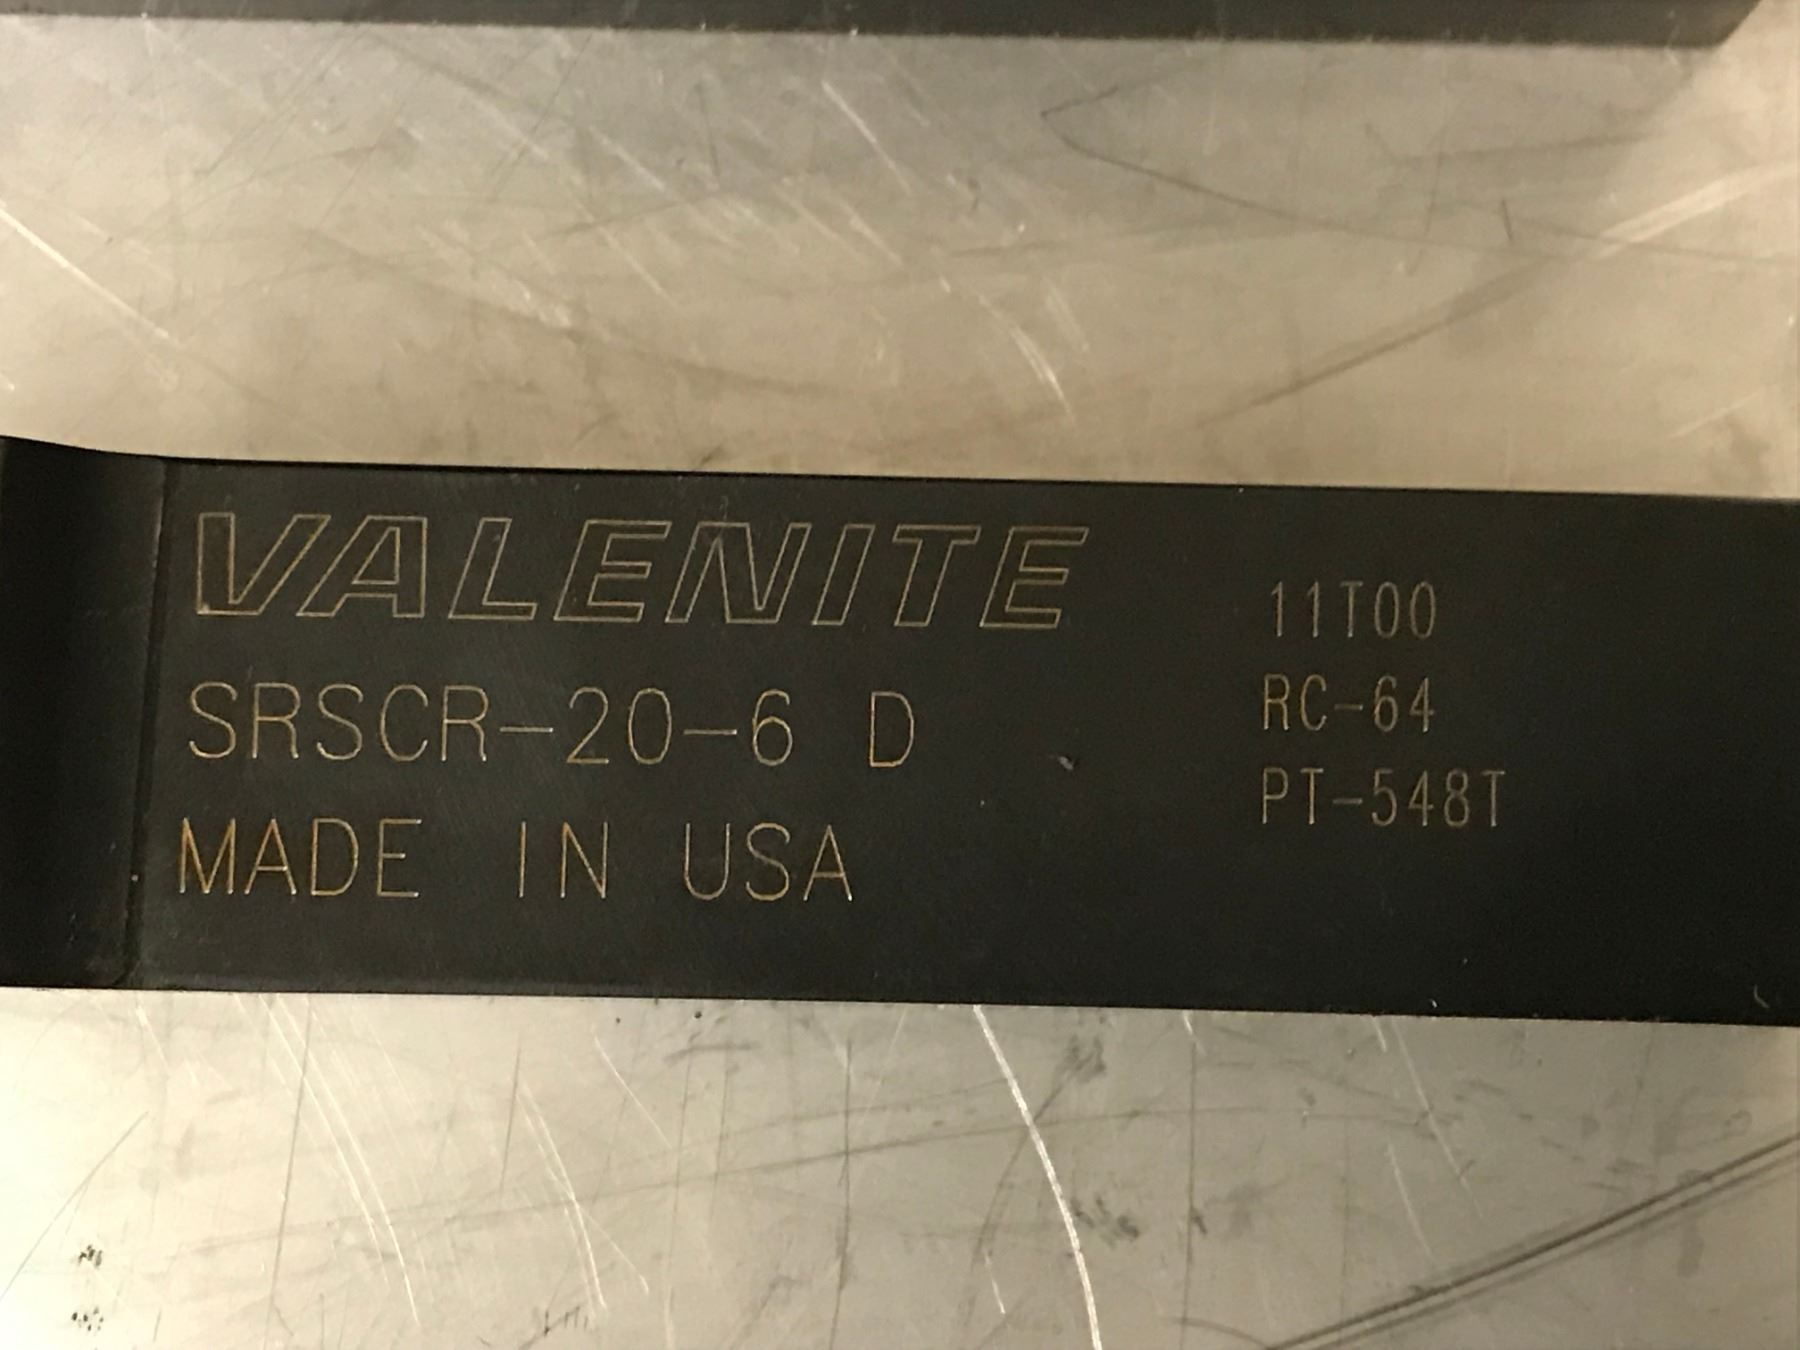 VALENITE
SRSCR-20-6 D
MADE IN USA
11T00
RC-64
PT-548T